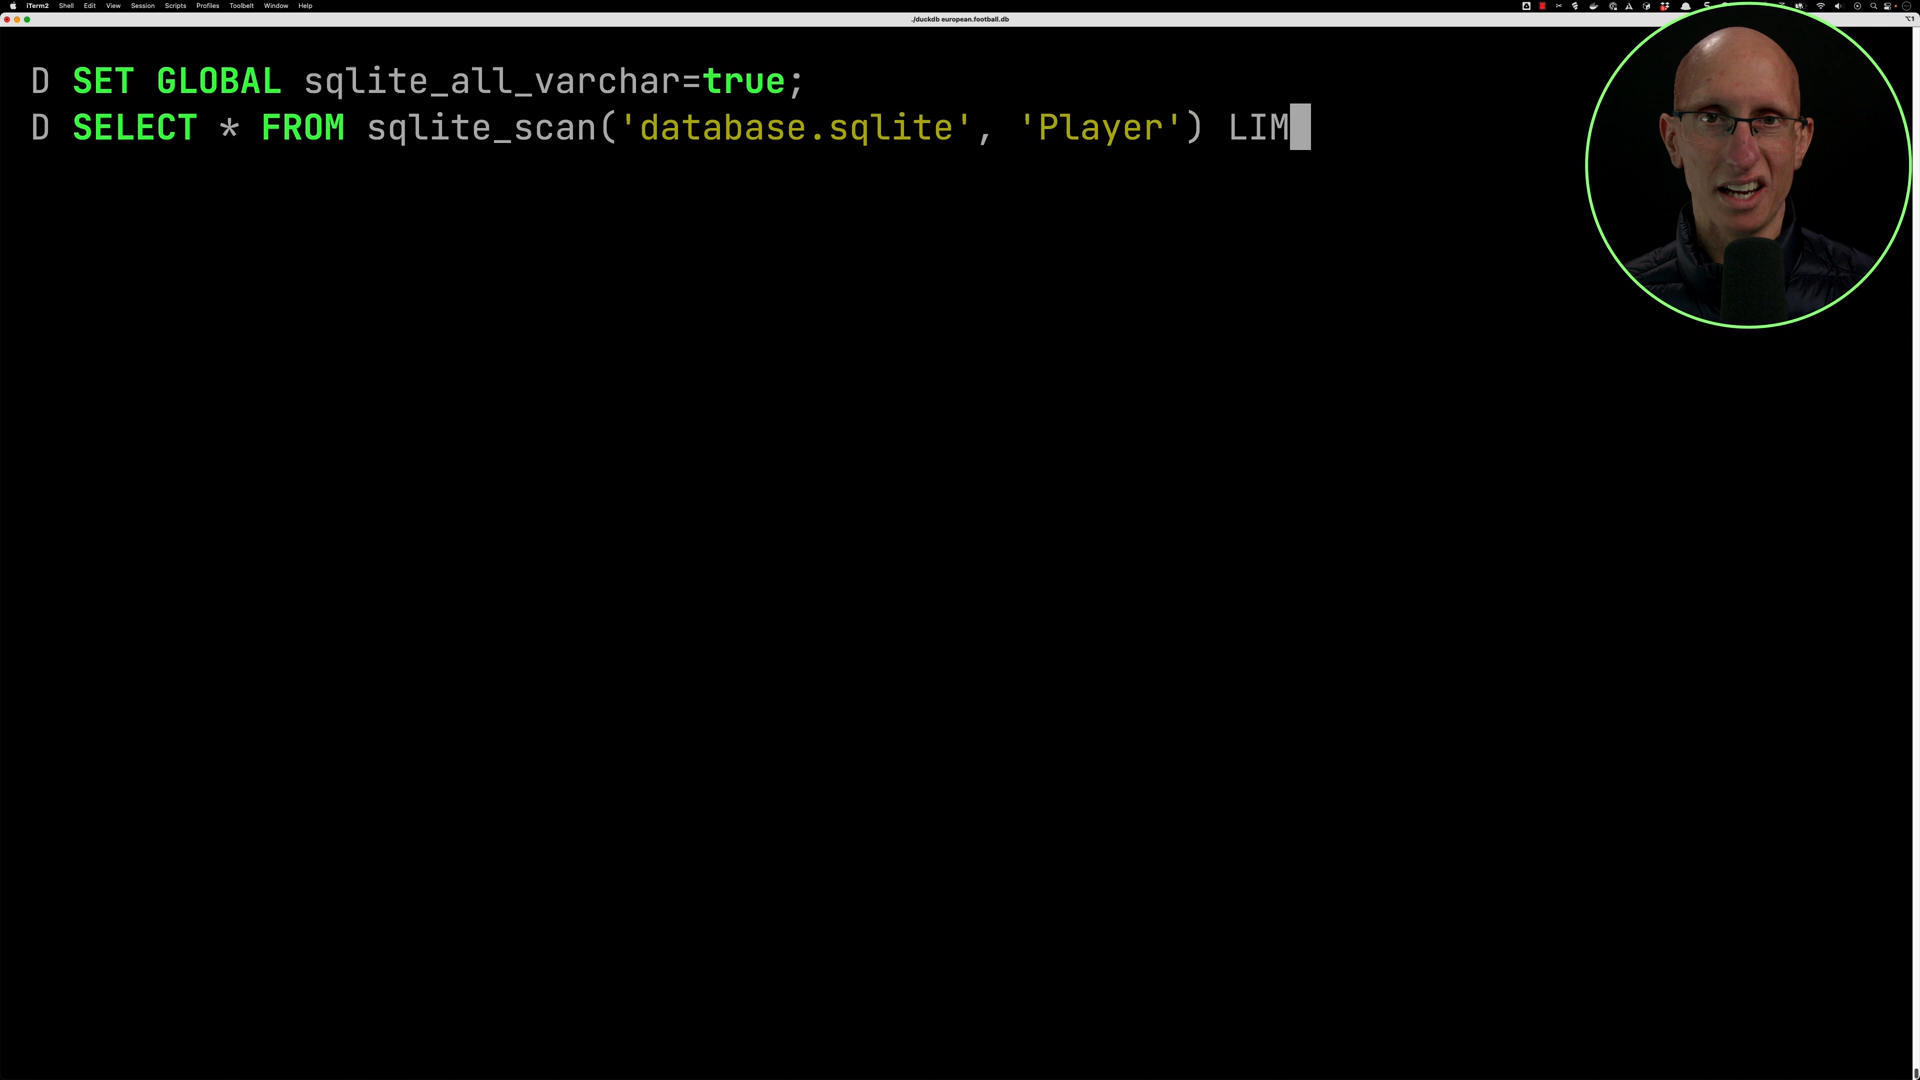 iTerm2 Shell Edit View Session Scripts Profiles Toolbelt Window Help
./duckdb european.football.db
⌥1
D SET GLOBAL sqlite_all_varchar=true;
D SELECT * FROM sqlite_scan('database.sqlite', 'Player') LIM